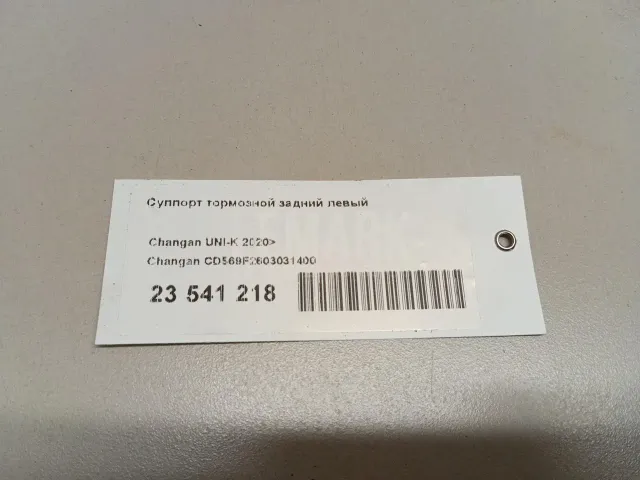 Суппорт тормозной задний левый
Changan UNI-K 2020>
Changan CD569F2603031400
23 541 218